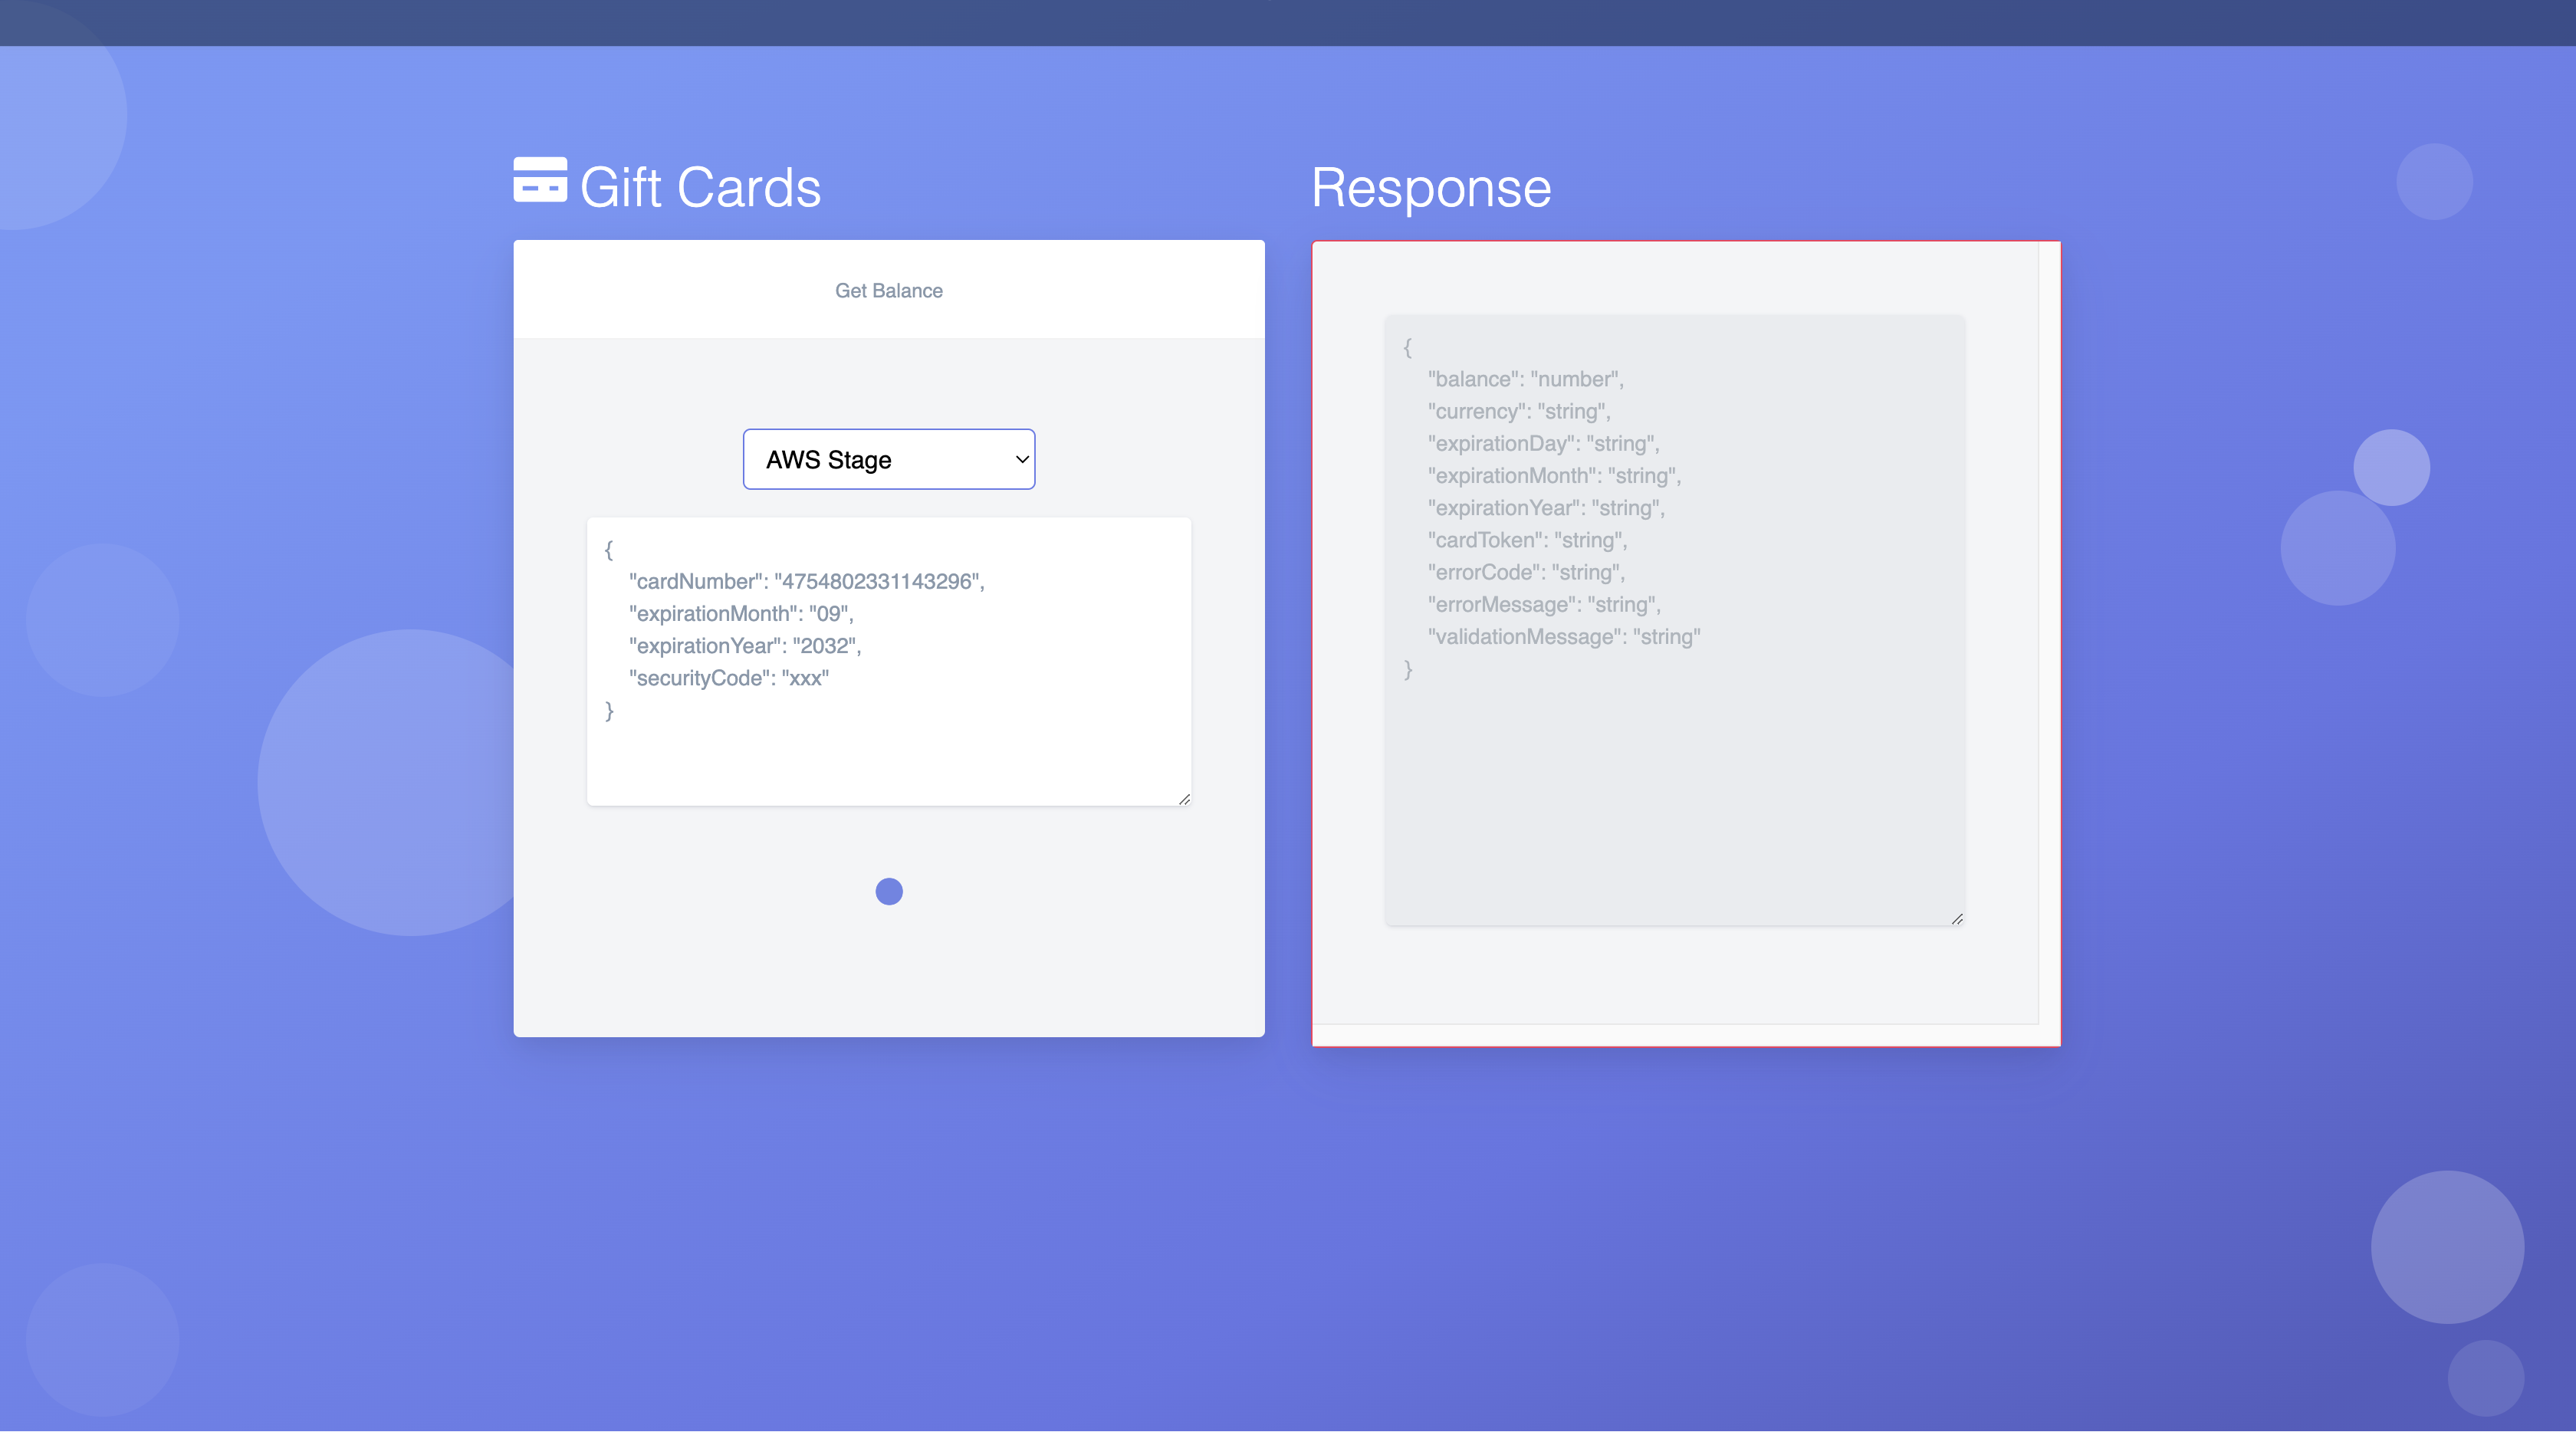 Gift Cards
Get Balance
AWS Stage
{
"cardNumber": "4754802331143296",
"expirationMonth": "09",
"expirationYear": "2032",
"securityCode": "xxx"
}
Response
{
"balance": "number",
"currency": "string",
"expirationDay": "string",
"expirationMonth": "string",
"expirationYear": "string",
"cardToken": "string",
"errorCode": "string",
"errorMessage": "string",
"validationMessage": "string"
}